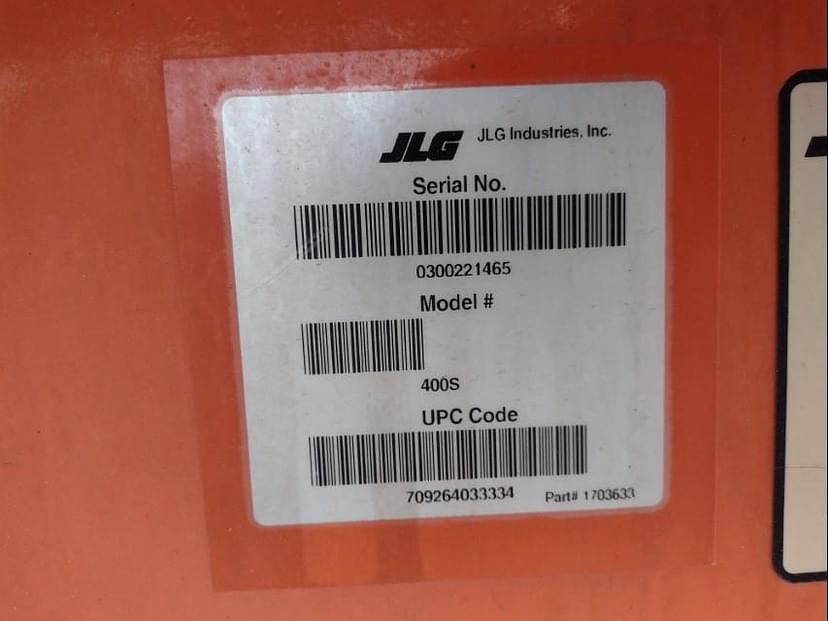 JLG JLG Industries, Inc.
Serial No.
0300221465
Model #
400S
UPC Code
709264033334 Part# 1703633